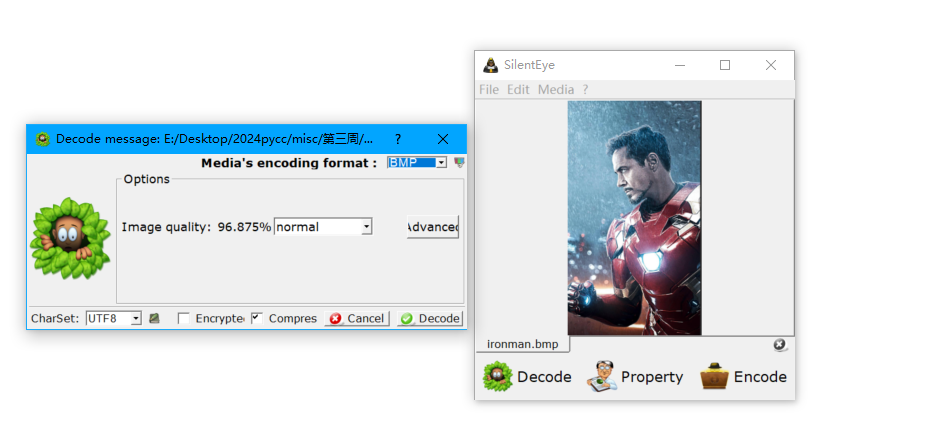 SilentEye
File Edit Media ?
Decode message: E:/Desktop/2024pycc/misc/第三周/... ?
Media's encoding format : BMP
Options
Image quality: 96.875% normal Advanced
CharSet: UTF8 Encrypte Compres Cancel Decode
ironman.bmp
Decode Property Encode